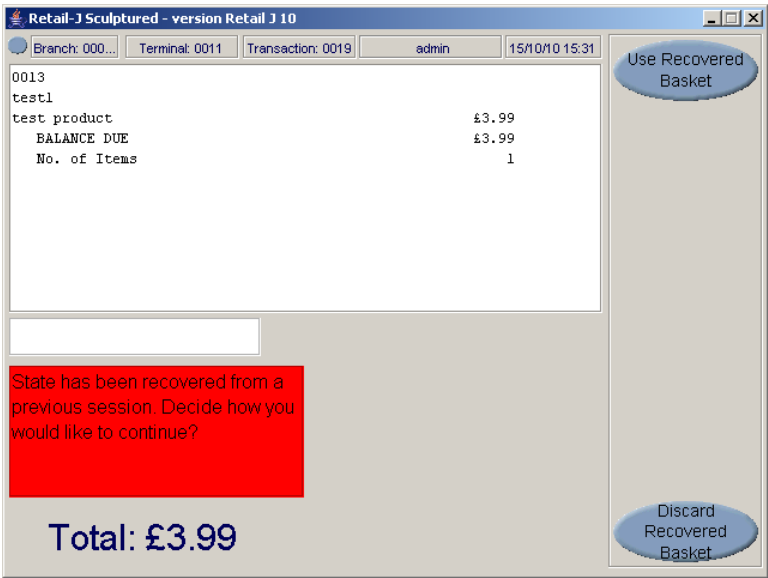 Retail-J Sculptured - version Retail J 10
Branch: 000... Terminal: 0011 Transaction: 0019 admin 15/10/10 15:31
Use Recovered
Basket
0013
test1
test product £3.99
BALANCE DUE £3.99
No. of Items 1
State has been recovered from a
previous session. Decide how you
would like to continue?
Total: £3.99
Discard
Recovered
Basket